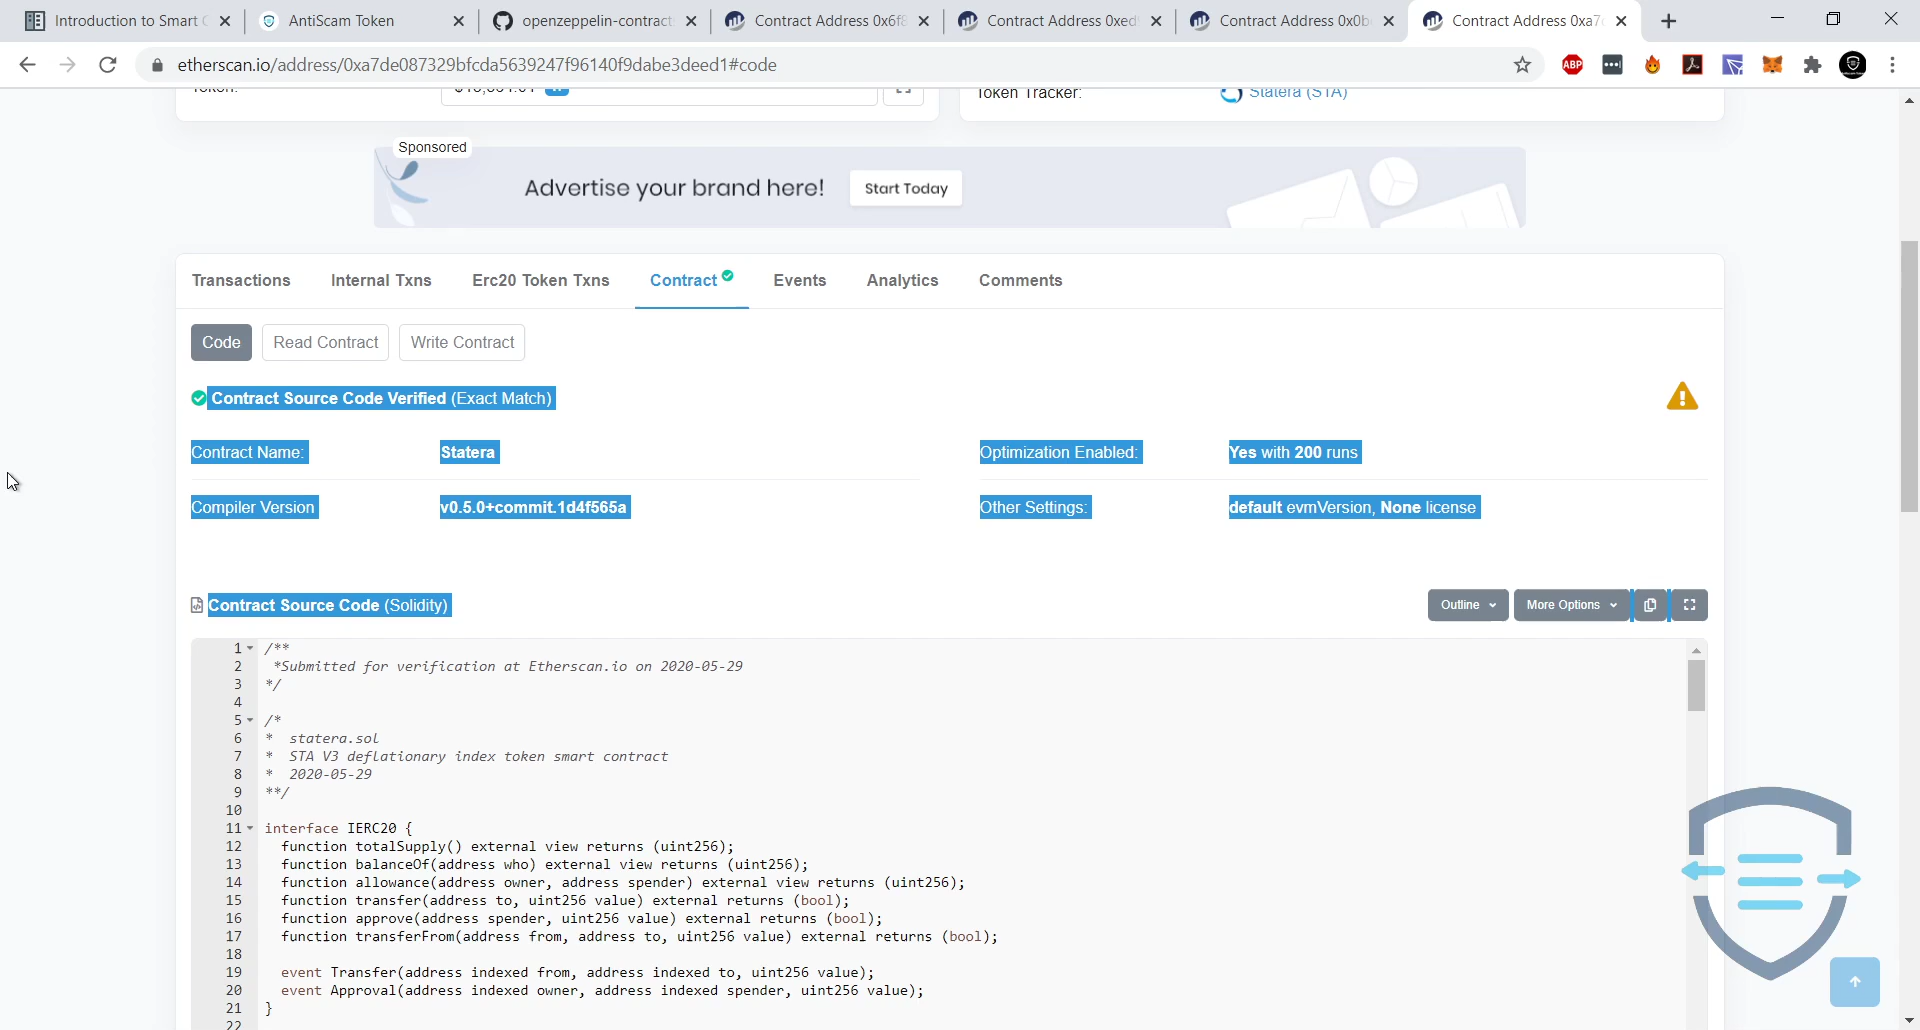 Introduction to Smart C
AntiScam Token
openzeppelin-contract
Contract Address 0x6f8
Contract Address 0xed
Contract Address 0x0b
Contract Address 0xa7
etherscan.io/address/0xa7de087329bfcda5639247f96140f9dabe3deed1#code
ABP
Token:
Token Tracker:
Statera (STA)
Sponsored
Advertise your brand here!
Start Today
Transactions
Internal Txns
Erc20 Token Txns
Contract
Events
Analytics
Comments
Code
Read Contract
Write Contract
Contract Source Code Verified (Exact Match)
Contract Name:
Statera
Optimization Enabled:
Yes with 200 runs
Compiler Version
v0.5.0+commit.1d4f565a
Other Settings:
default evmVersion, None license
Contract Source Code (Solidity)
Outline
More Options
1 /**
2 *Submitted for verification at Etherscan.io on 2020-05-29
3 */
4
5 /*
6 * statera.sol
7 * STA V3 deflationary index token smart contract
8 * 2020-05-29
9 **/
10
11 interface IERC20 {
12 function totalSupply() external view returns (uint256);
13 function balanceOf(address who) external view returns (uint256);
14 function allowance(address owner, address spender) external view returns (uint256);
15 function transfer(address to, uint256 value) external returns (bool);
16 function approve(address spender, uint256 value) external returns (bool);
17 function transferFrom(address from, address to, uint256 value) external returns (bool);
18
19 event Transfer(address indexed from, address indexed to, uint256 value);
20 event Approval(address indexed owner, address indexed spender, uint256 value);
21 }
22